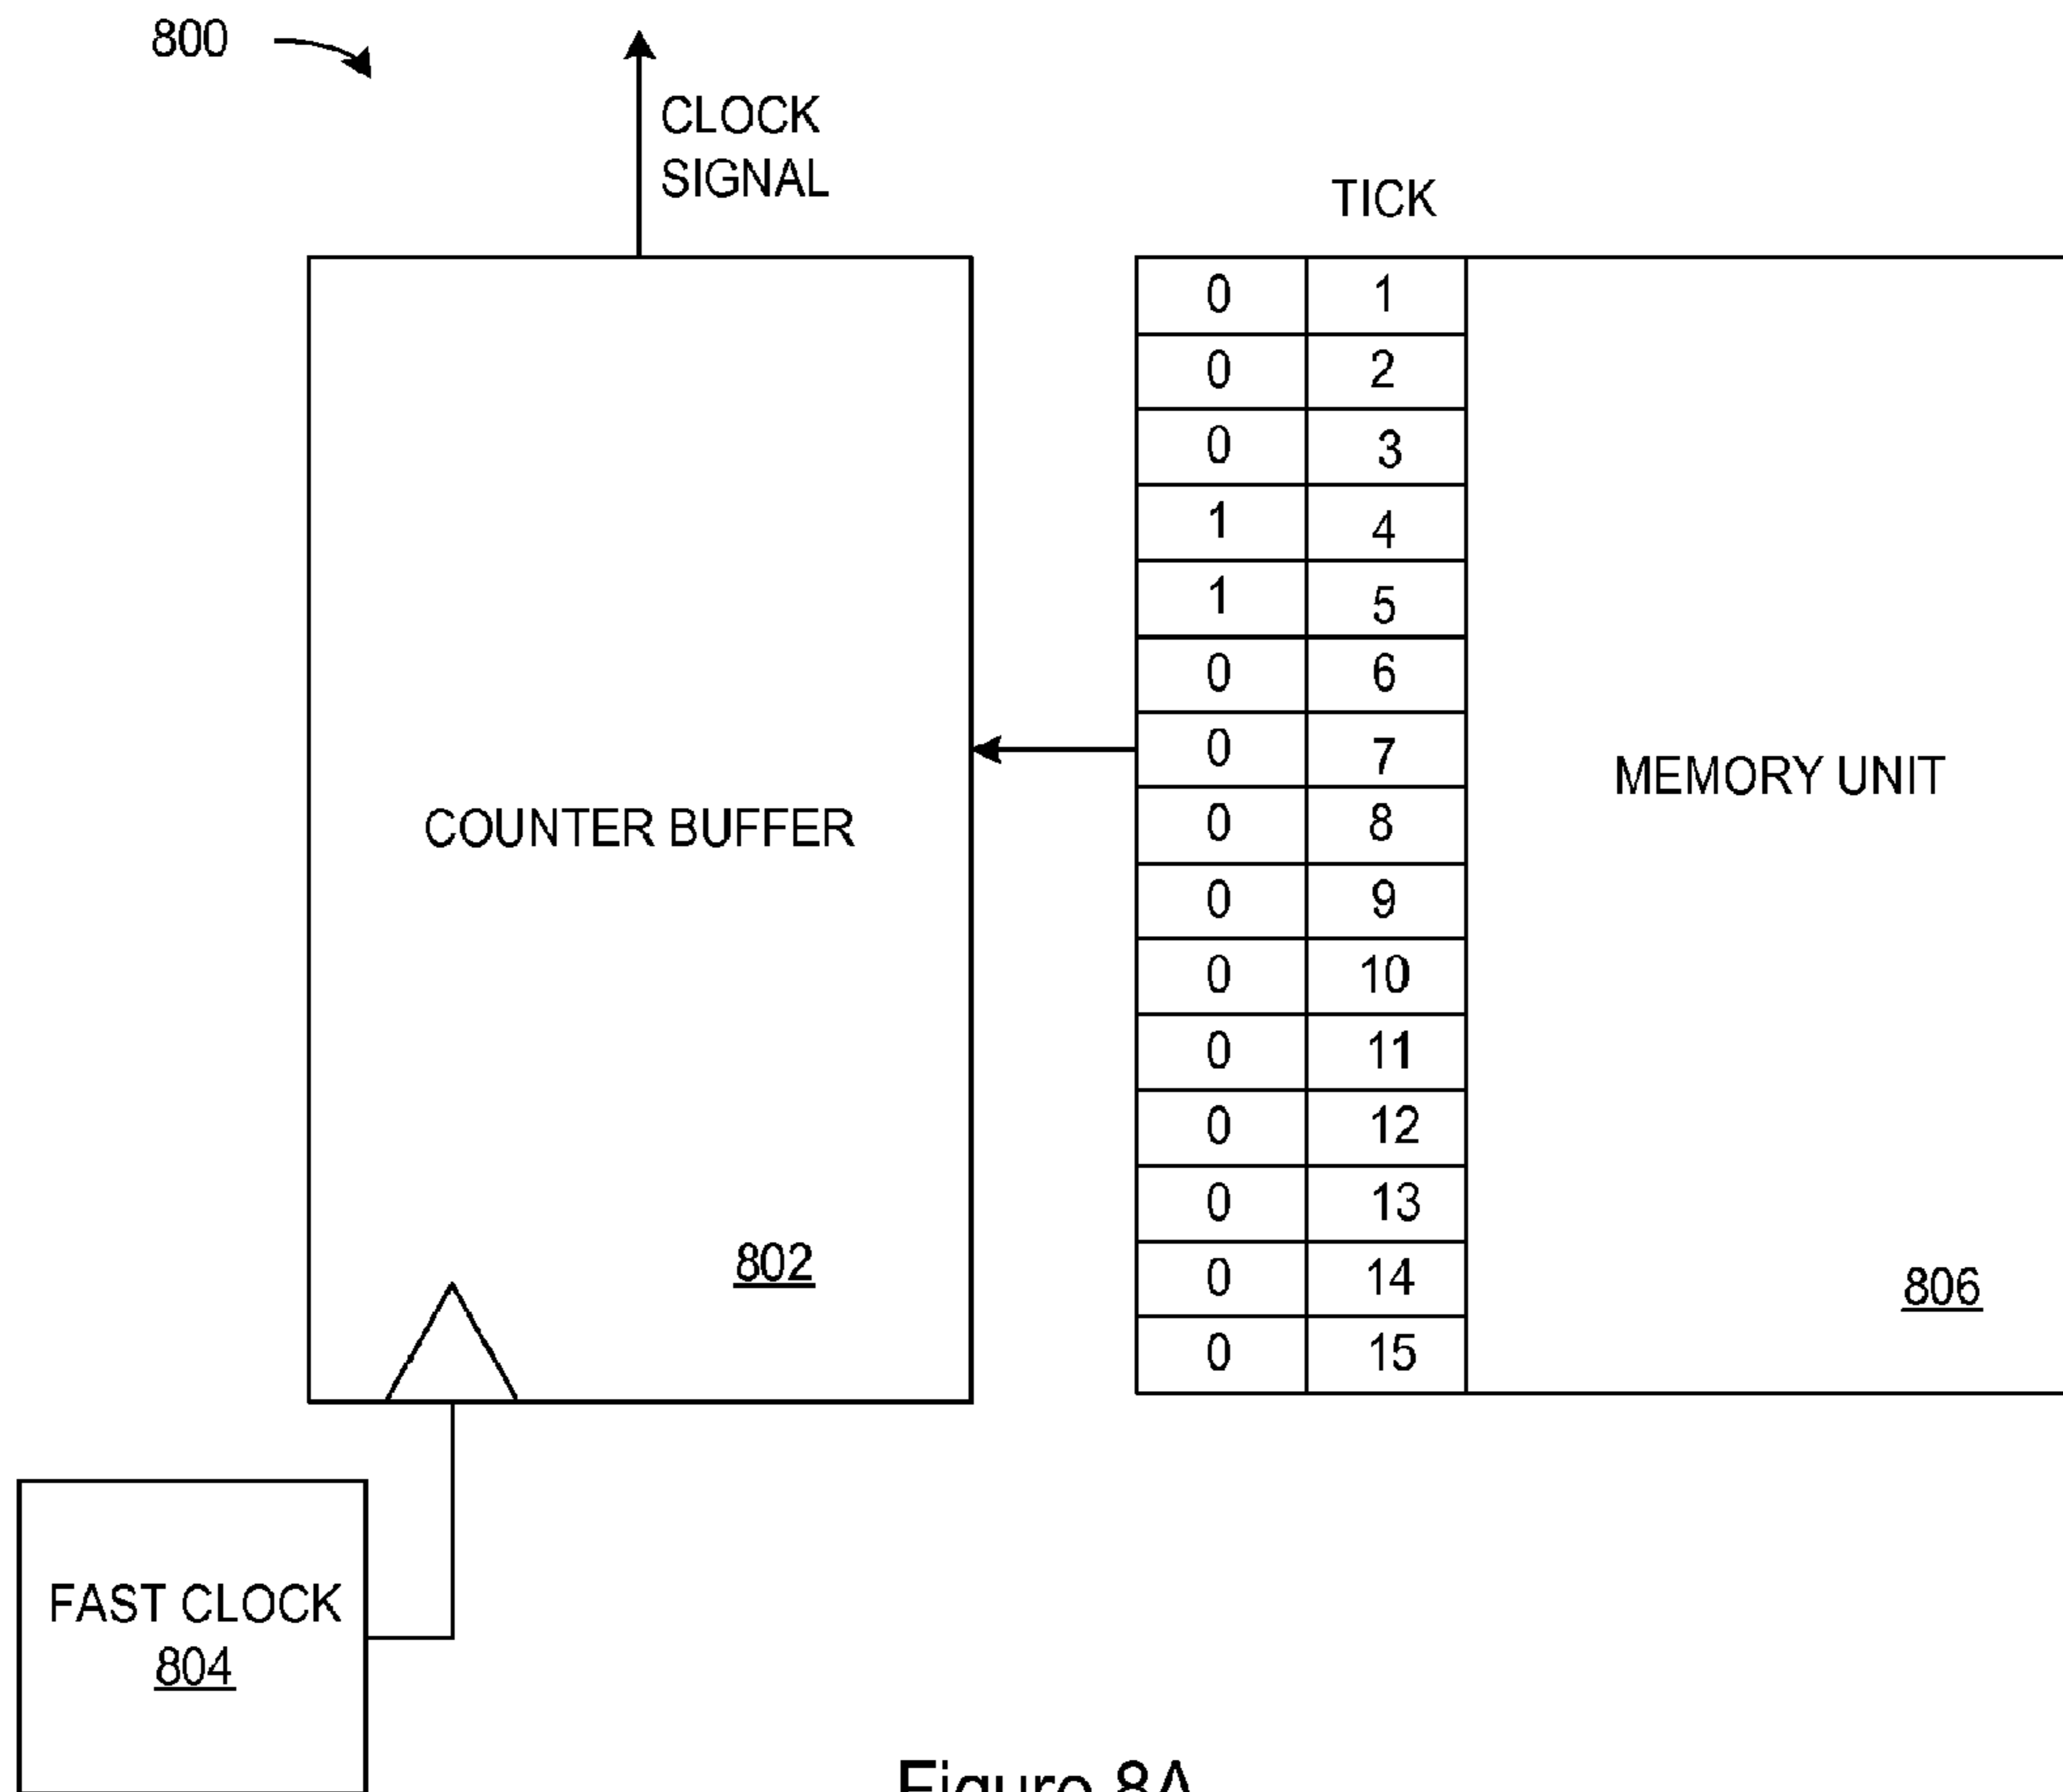 800
CLOCK
SIGNAL
TICK
0 1
0 2
0 3
1 4
1 5
0 6
0 7
0 8
0 9
0 10
0 11
0 12
0 13
0 14
0 15
COUNTER BUFFER
802
MEMORY UNIT
806
FAST CLOCK
804
Figure 8A